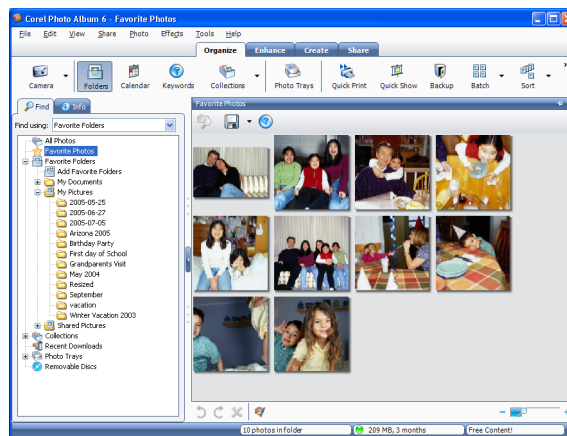 Corel Photo Album 6 - Favorite Photos
File Edit View Share Photo Effects Tools Help
Organize Enhance Create Share
Camera Folders Calendar Keywords Collections Photo Trays Quick Print Quick Show Backup Batch Sort
Find Info
Find using: Favorite Folders
All Photos
Favorite Photos
Favorite Folders
Add Favorite Folders
My Documents
My Pictures
2005-05-25
2005-06-27
2005-07-05
Arizona 2005
Birthday Party
First day of School
Grandparents Visit
May 2004
Resized
September
vacation
Winter Vacation 2003
Shared Pictures
Collections
Recent Downloads
Photo Trays
Removable Discs
Favorite Photos
10 photos in folder 209 MB, 3 months Free Content!